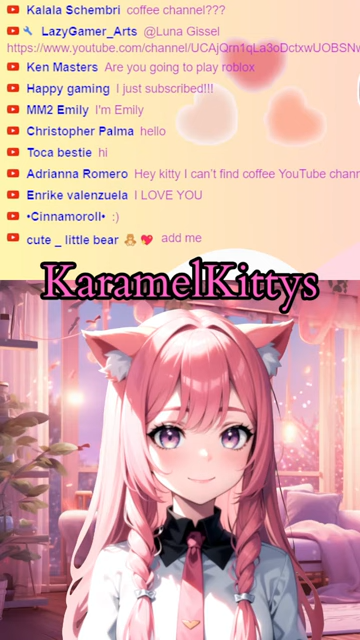 Kalala Schembri coffee channel???
LazyGamer_Arts @Luna Gissel
https://www.youtube.com/channel/UCAjQrn1qLa3oDctxwUOBSN
Ken Masters Are you going to play roblox
Happy gaming I just subscribed!!!
MM2 Emily I'm Emily
Christopher Palma hello
Toca bestie hi
Adrianna Romero Hey kitty I can't find coffee YouTube chann
Enrike valenzuela I LOVE YOU
•Cinnamoroll• :)
cute _ little bear 🧸 💖 add me
KaramelKittys